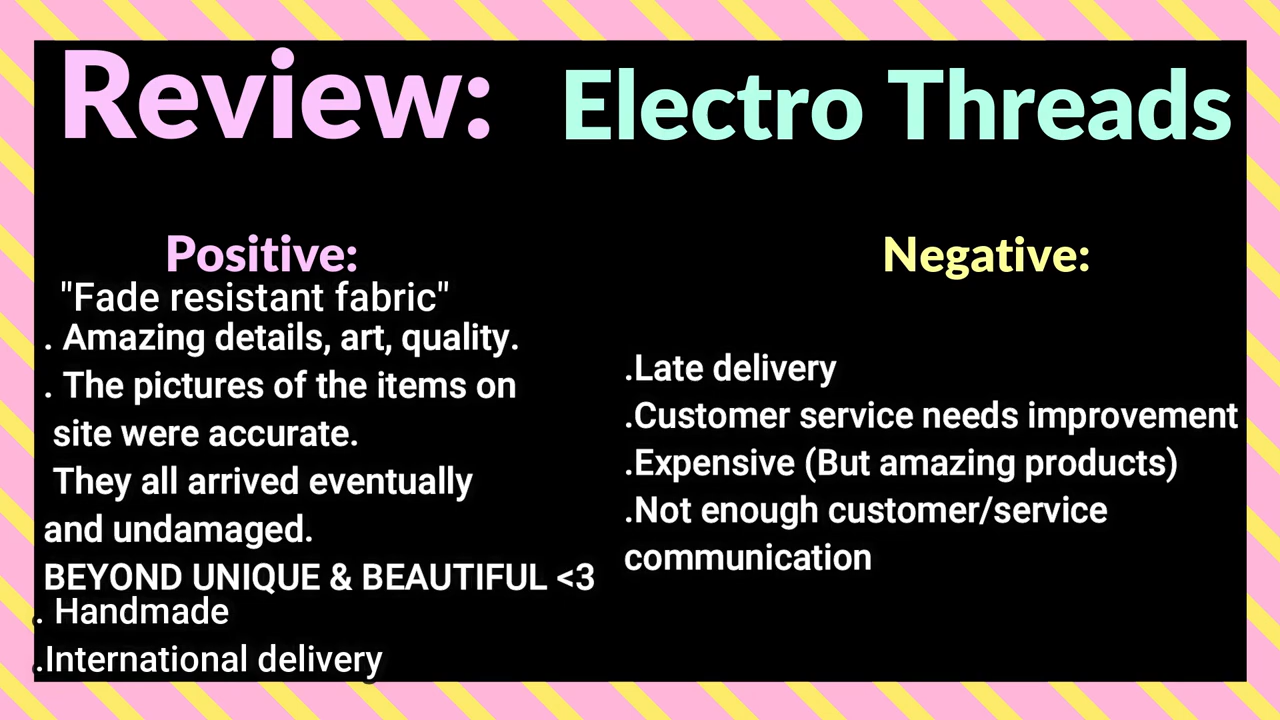 Review: Electro Threads
Positive:
"Fade resistant fabric"
. Amazing details, art, quality.
. The pictures of the items on
site were accurate.
They all arrived eventually
and undamaged.
BEYOND UNIQUE & BEAUTIFUL <3
. Handmade
.International delivery
Negative:
.Late delivery
.Customer service needs improvement
.Expensive (But amazing products)
.Not enough customer/service
communication